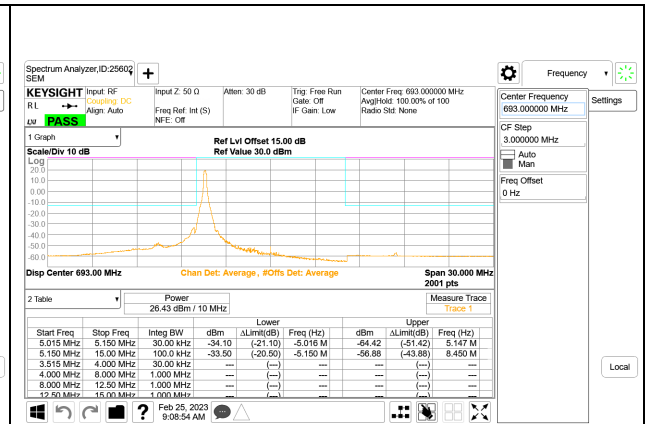 Spectrum Analyzer,ID:25602
SEM
Frequency
KEYSIGHT
R L
PASS
Input: RF
Coupling: DC
Align: Auto
Input Z: 50 Ω
Freq Ref: Int (S)
NFE: Off
Atten: 30 dB
Trig: Free Run
Gate: Off
IF Gain: Low
Center Freq: 693.000000 MHz
Avg|Hold: 100.00% of 100
Radio Std: None
Center Frequency
693.000000 MHz
Settings
CF Step
3.000000 MHz
Auto
Man
Freq Offset
0 Hz
1 Graph
Scale/Div 10 dB
Ref Lvl Offset 15.00 dB
Ref Value 30.0 dBm
Log
20.0
10.0
0.00
-10.0
-20.0
-30.0
-40.0
-50.0
-60.0
Disp Center 693.00 MHz
Chan Det: Average , #Offs Det: Average
Span 30.000 MHz
2001 pts
2 Table
Power
26.43 dBm / 10 MHz
Measure Trace
Trace 1
Lower Upper
Start Freq Stop Freq Integ BW dBm ΔLimit(dB) Freq (Hz) dBm ΔLimit(dB) Freq (Hz)
5.015 MHz 5.150 MHz 30.00 kHz -34.10 (-21.10) -5.016 M -64.42 (-51.42) 5.147 M
5.150 MHz 15.00 MHz 100.0 kHz -33.50 (-20.50) -5.150 M -56.88 (-43.88) 8.450 M
3.515 MHz 4.000 MHz 30.00 kHz --- (---) --- (---)
4.000 MHz 8.000 MHz 1.000 MHz --- (---) --- (---)
8.000 MHz 12.50 MHz 1.000 MHz --- (---) --- (---)
12.50 MHz 15.00 MHz 1.000 MHz --- (---) --- (---)
Local
?
Feb 25, 2023
9:08:54 AM